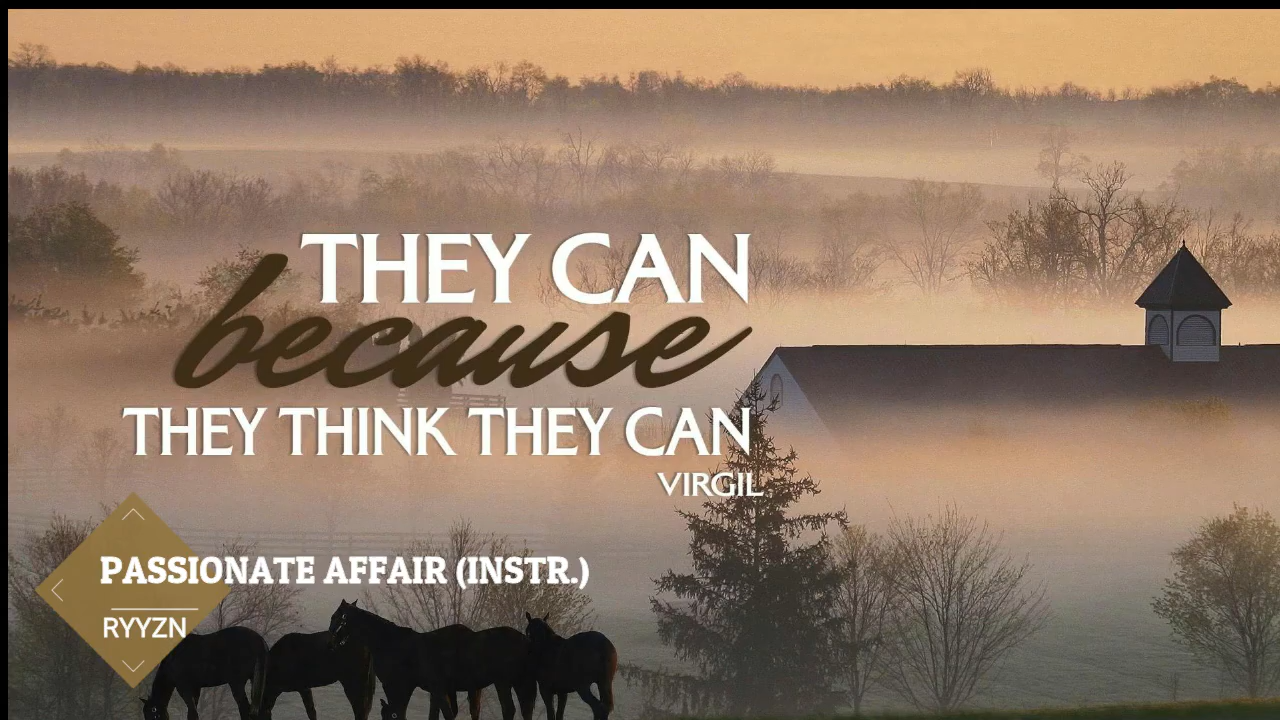 THEY CAN
because
THEY THINK THEY CAN
VIRGIL
PASSIONATE AFFAIR (INSTR.)
RYYZN